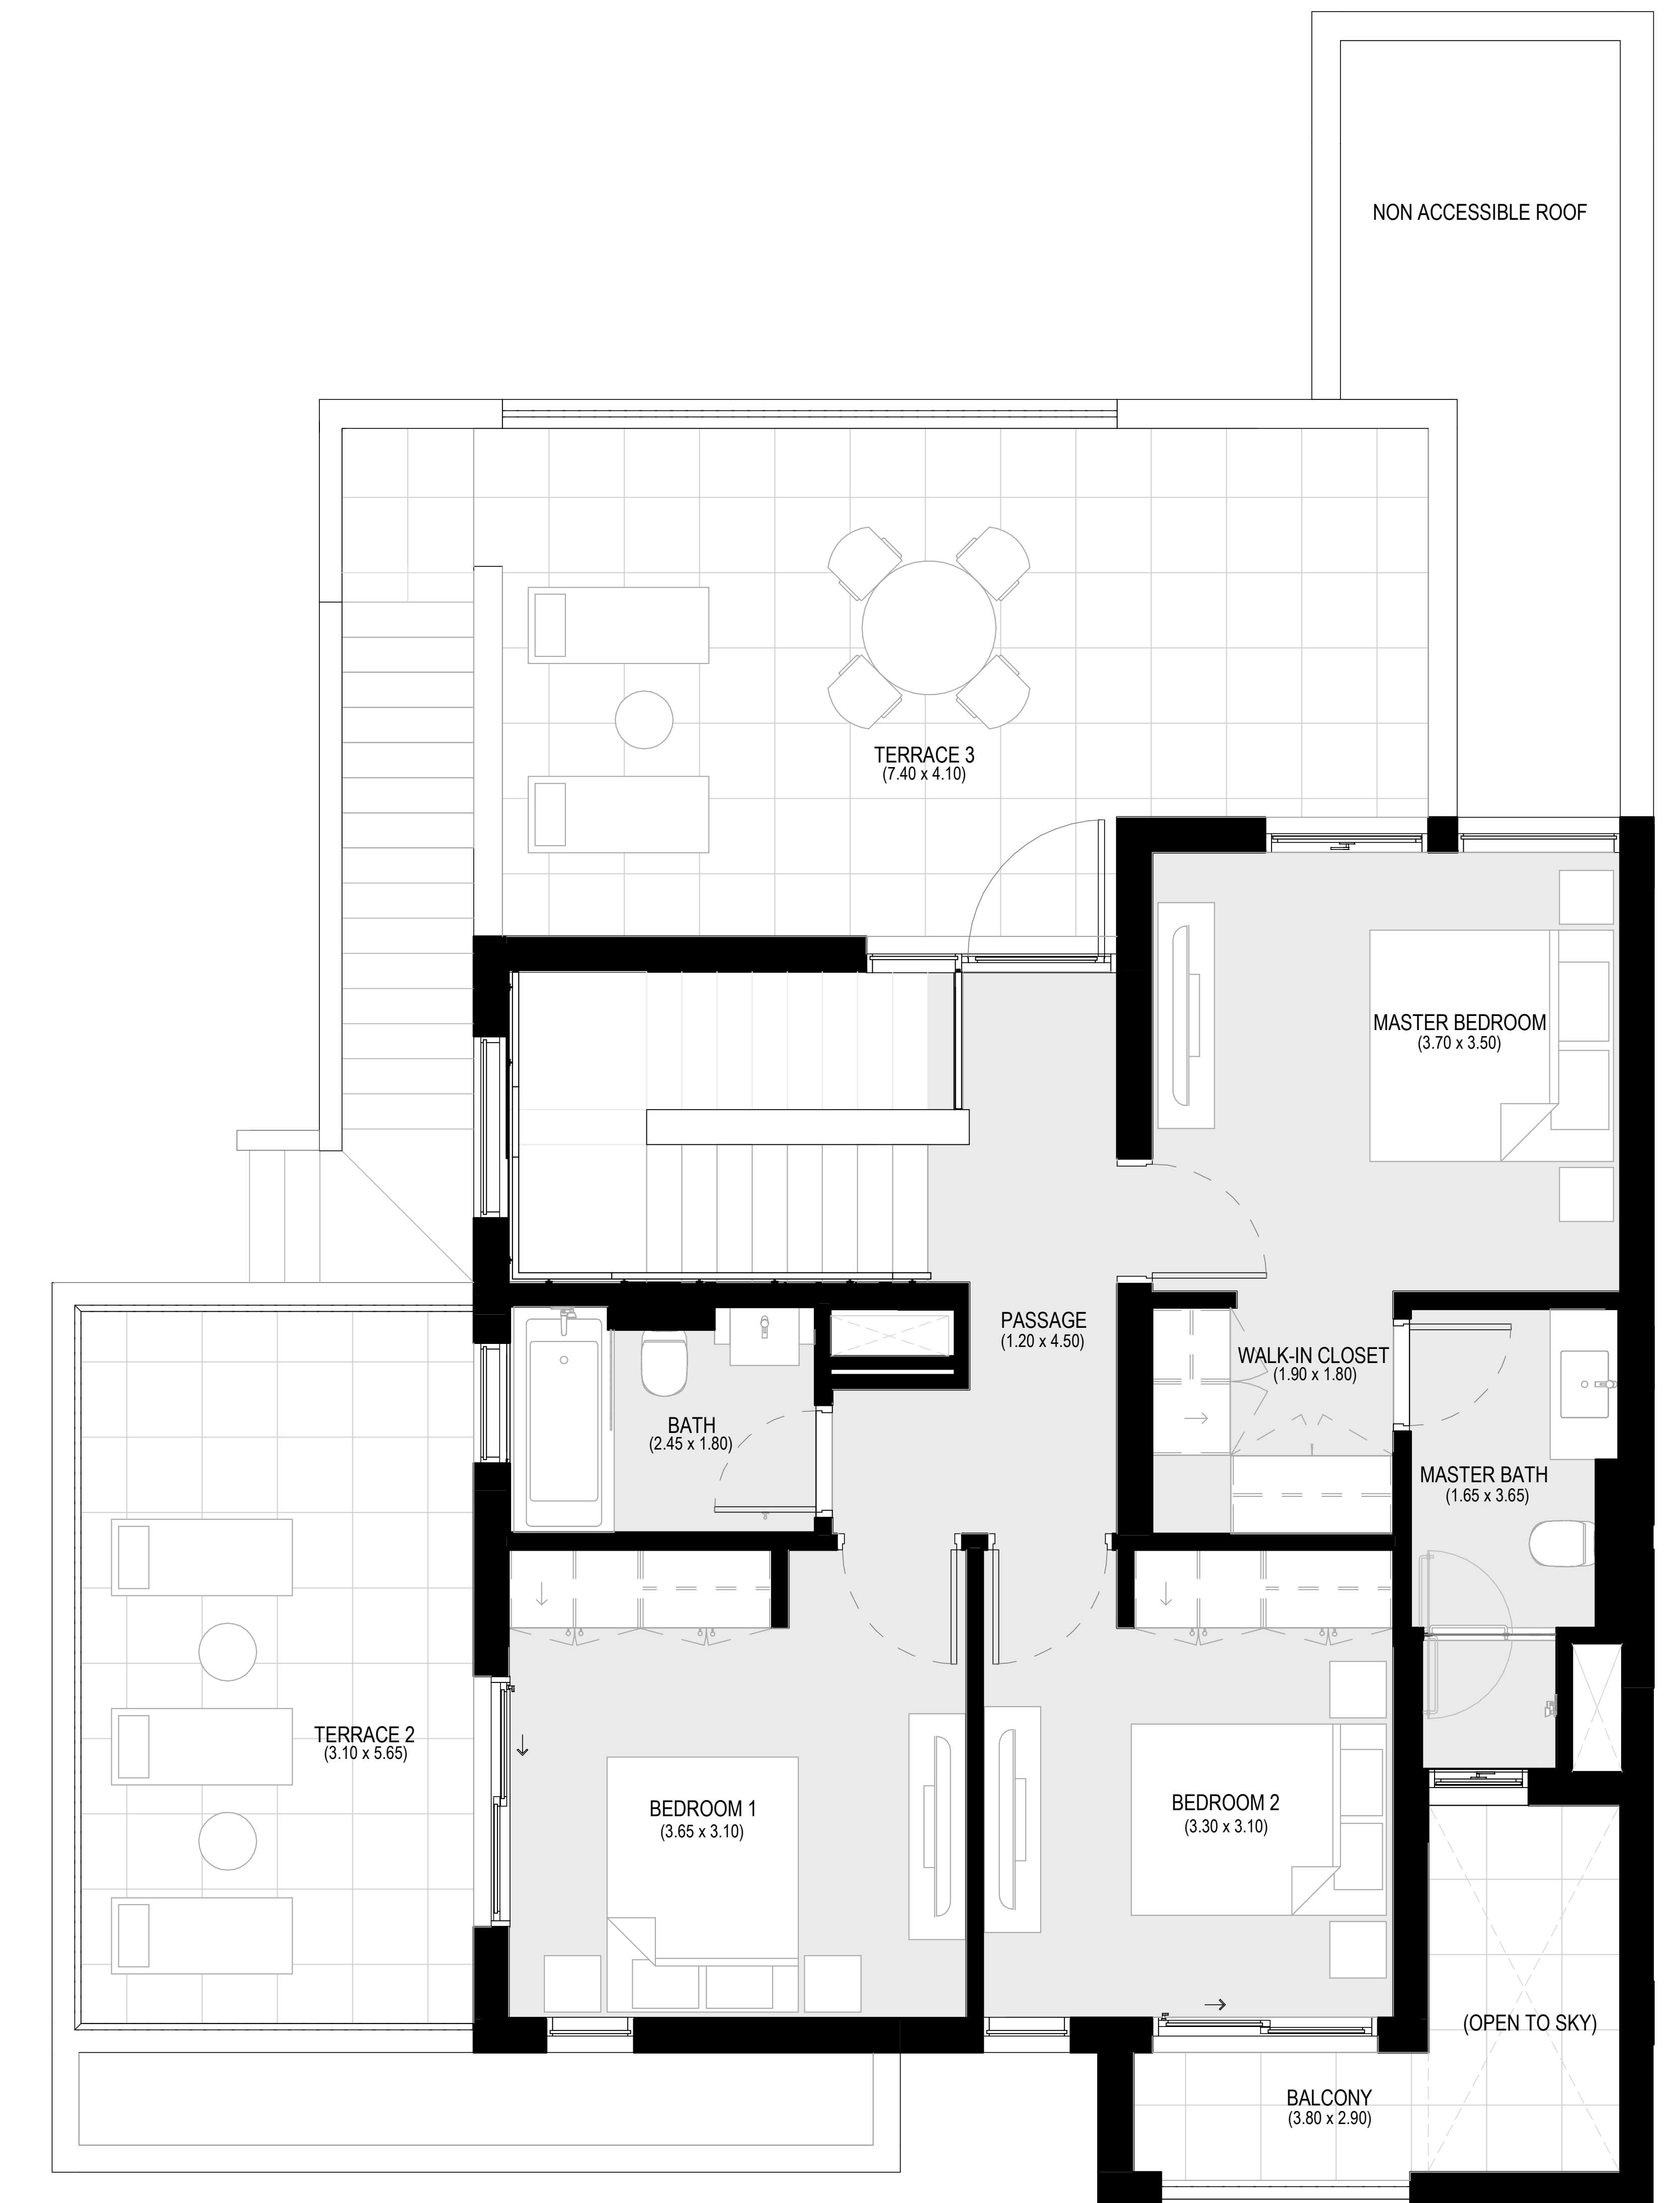 NON ACCESSIBLE ROOF
TERRACE 3
(7.40 x 4.10)
MASTER BEDROOM
(3.70 x 3.50)
PASSAGE
(1.20 x 4.50)
WALK-IN CLOSET
(1.90 x 1.80)
BATH
(2.45 x 1.80)
MASTER BATH
(1.65 x 3.65)
TERRACE 2
(3.10 x 5.65)
BEDROOM 1
(3.65 x 3.10)
BEDROOM 2
(3.30 x 3.10)
(OPEN TO SKY)
BALCONY
(3.80 x 2.90)